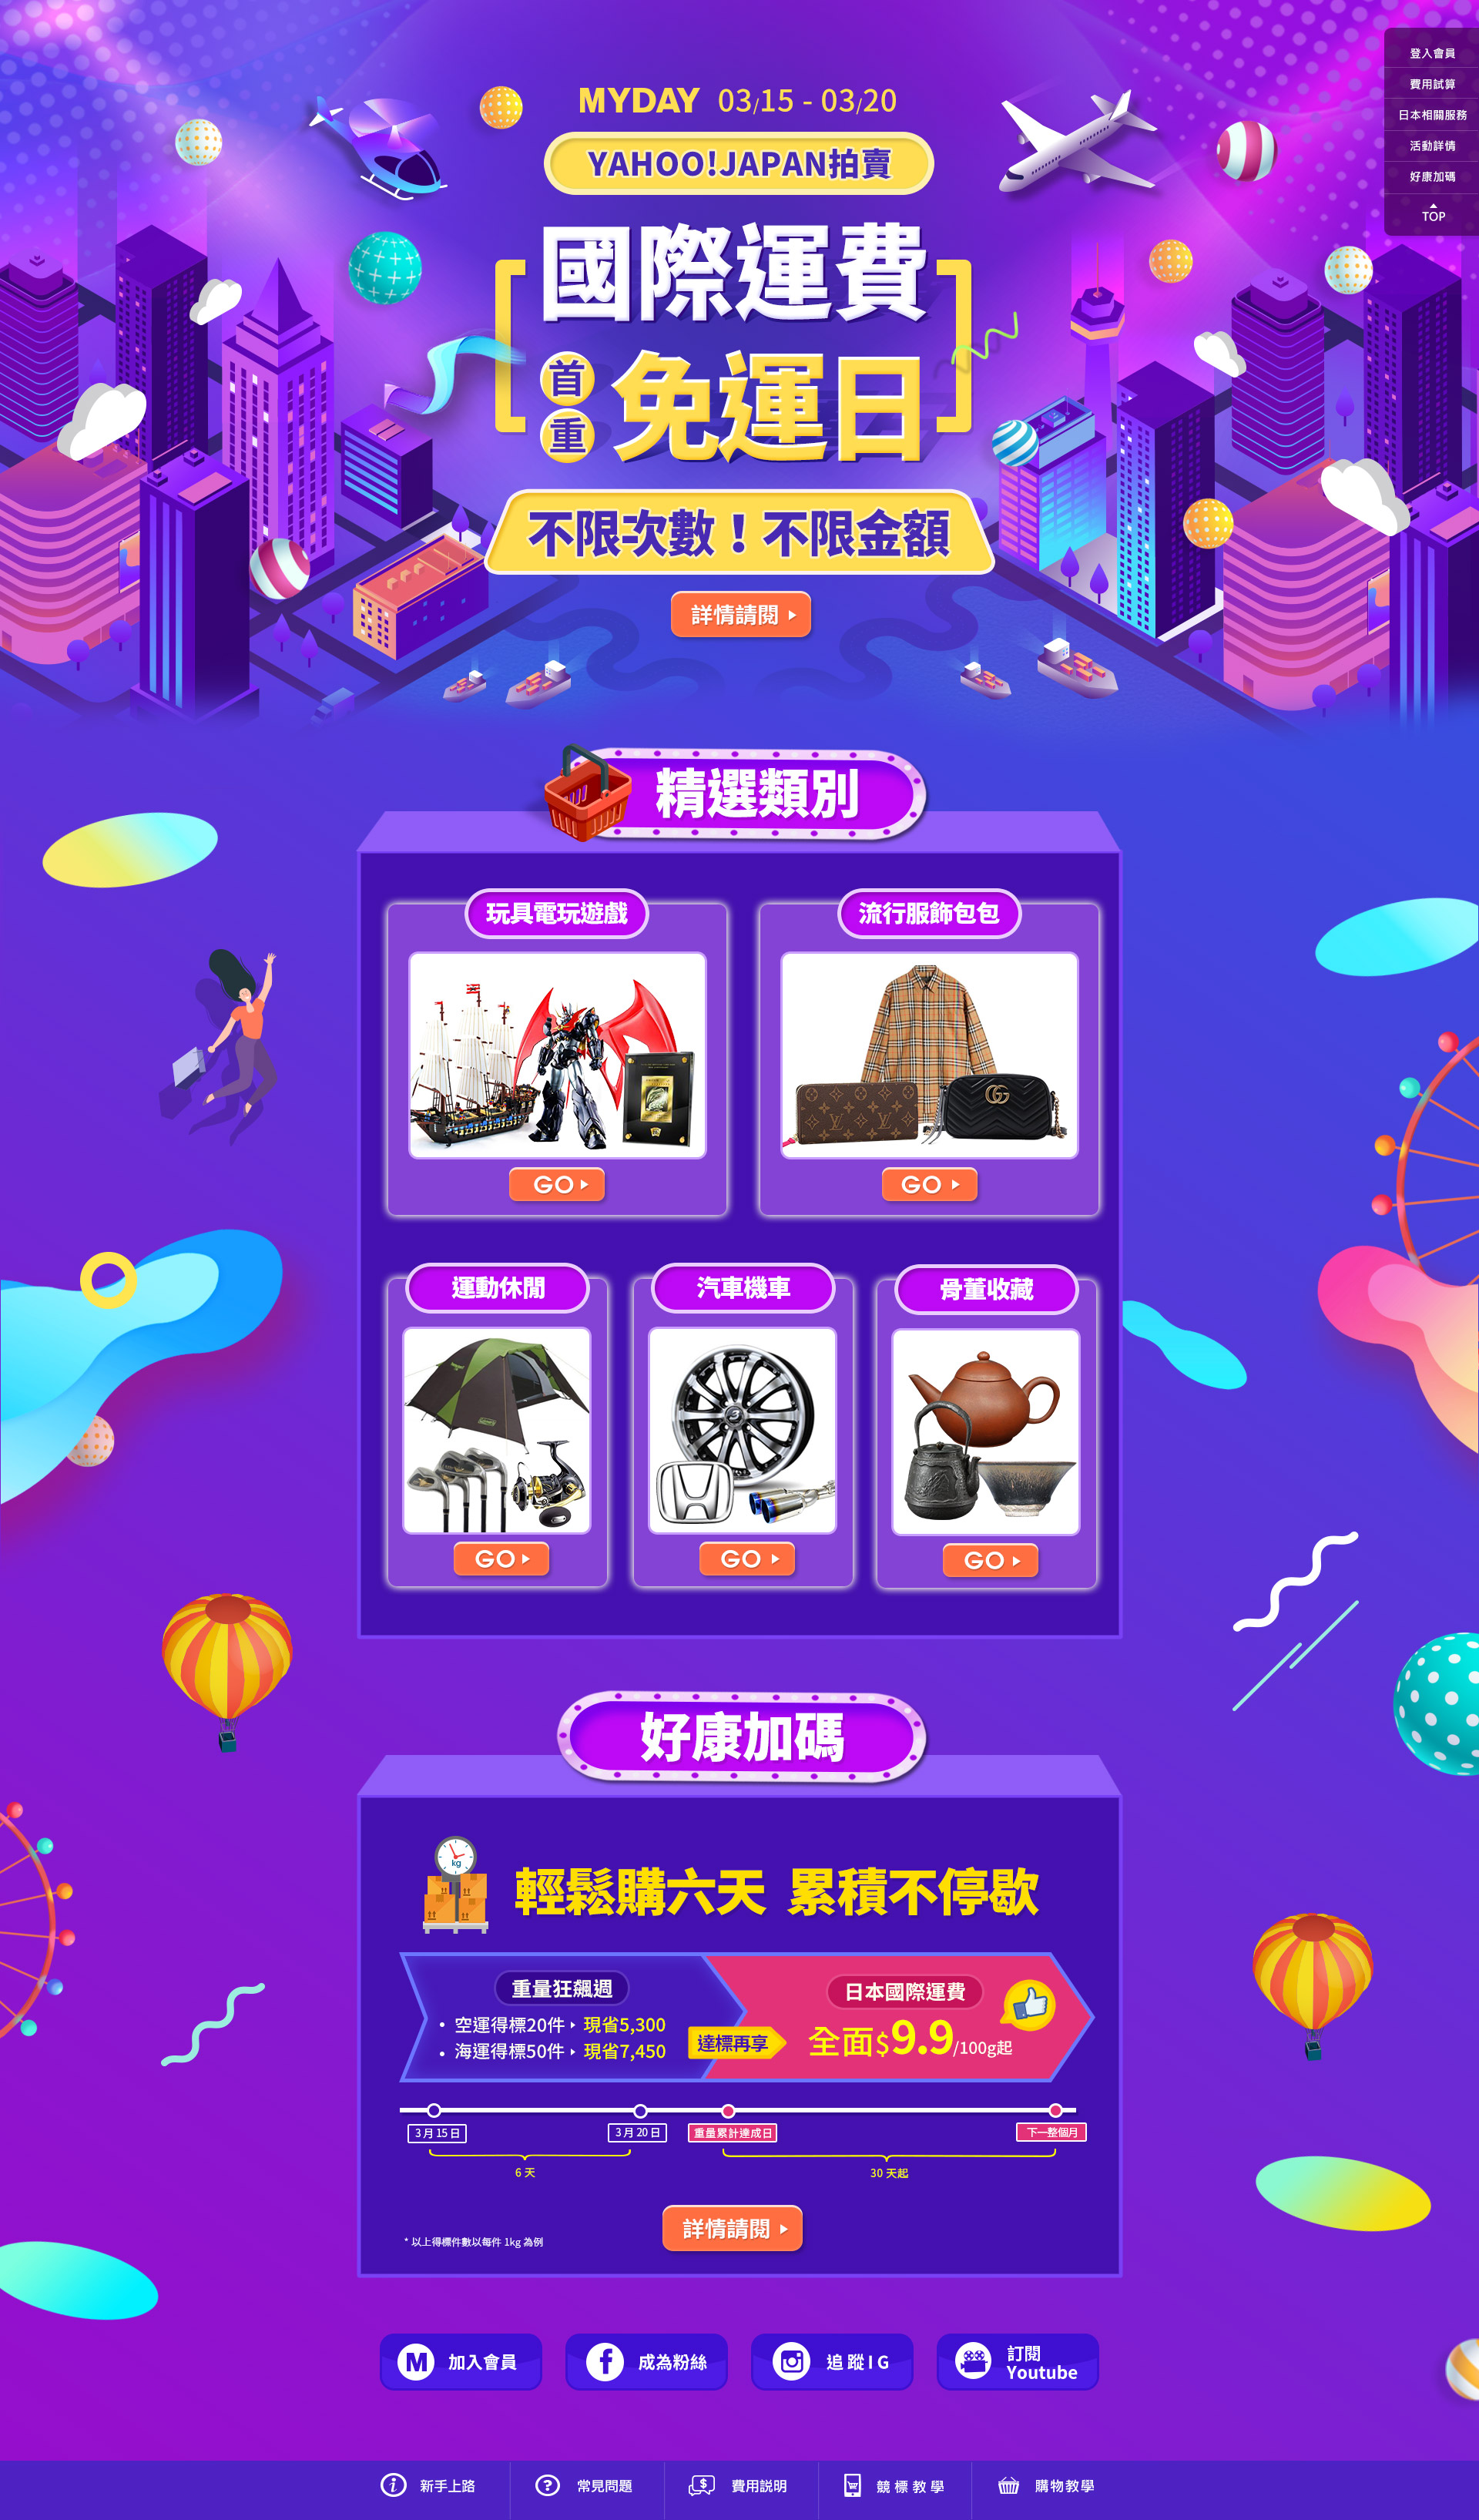 登入會員
費用試算
日本相關服務
活動詳情
好康加碼
TOP
MYDAY 03/15 - 03/20
YAHOO!JAPAN拍賣
國際運費
首重
免運日
不限次數！不限金額
詳情請閱
精選類別
玩具電玩遊戲
流行服飾包包
GO
GO
運動休閒
汽車機車
骨董收藏
GO
GO
GO
好康加碼
kg
輕鬆購六天 累積不停歇
重量狂飆週
• 空運得標20件 現省5,300
• 海運得標50件 現省7,450
達標再享
日本國際運費
全面$9.9/100g起
3月15日
3月20日
重量累計達成日
下一整個月
6 天
30 天起
詳情請閱
* 以上得標件數以每件 1kg 為例
M 加入會員
f 成為粉絲
追蹤IG
訂閱
Youtube
新手上路
常見問題
費用説明
競標教學
購物教學